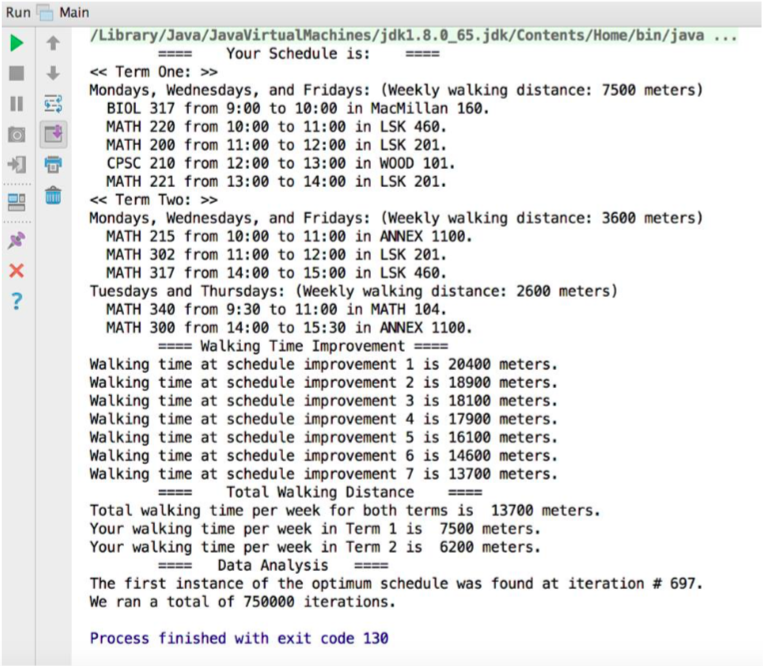 Run Main
/Library/Java/JavaVirtualMachines/jdk1.8.0_65.jdk/Contents/Home/bin/java ...
==== Your Schedule is: ====
<< Term One: >>
Mondays, Wednesdays, and Fridays: (Weekly walking distance: 7500 meters)
BIOL 317 from 9:00 to 10:00 in MacMillan 160.
MATH 220 from 10:00 to 11:00 in LSK 460.
MATH 200 from 11:00 to 12:00 in LSK 201.
CPSC 210 from 12:00 to 13:00 in WOOD 101.
MATH 221 from 13:00 to 14:00 in LSK 201.
<< Term Two: >>
Mondays, Wednesdays, and Fridays: (Weekly walking distance: 3600 meters)
MATH 215 from 10:00 to 11:00 in ANNEX 1100.
MATH 302 from 11:00 to 12:00 in LSK 201.
MATH 317 from 14:00 to 15:00 in LSK 460.
Tuesdays and Thursdays: (Weekly walking distance: 2600 meters)
MATH 340 from 9:30 to 11:00 in MATH 104.
MATH 300 from 14:00 to 15:30 in ANNEX 1100.
==== Walking Time Improvement ====
Walking time at schedule improvement 1 is 20400 meters.
Walking time at schedule improvement 2 is 18900 meters.
Walking time at schedule improvement 3 is 18100 meters.
Walking time at schedule improvement 4 is 17900 meters.
Walking time at schedule improvement 5 is 16100 meters.
Walking time at schedule improvement 6 is 14600 meters.
Walking time at schedule improvement 7 is 13700 meters.
==== Total Walking Distance ====
Total walking time per week for both terms is 13700 meters.
Your walking time per week in Term 1 is 7500 meters.
Your walking time per week in Term 2 is 6200 meters.
==== Data Analysis ====
The first instance of the optimum schedule was found at iteration # 697.
We ran a total of 750000 iterations.
Process finished with exit code 130